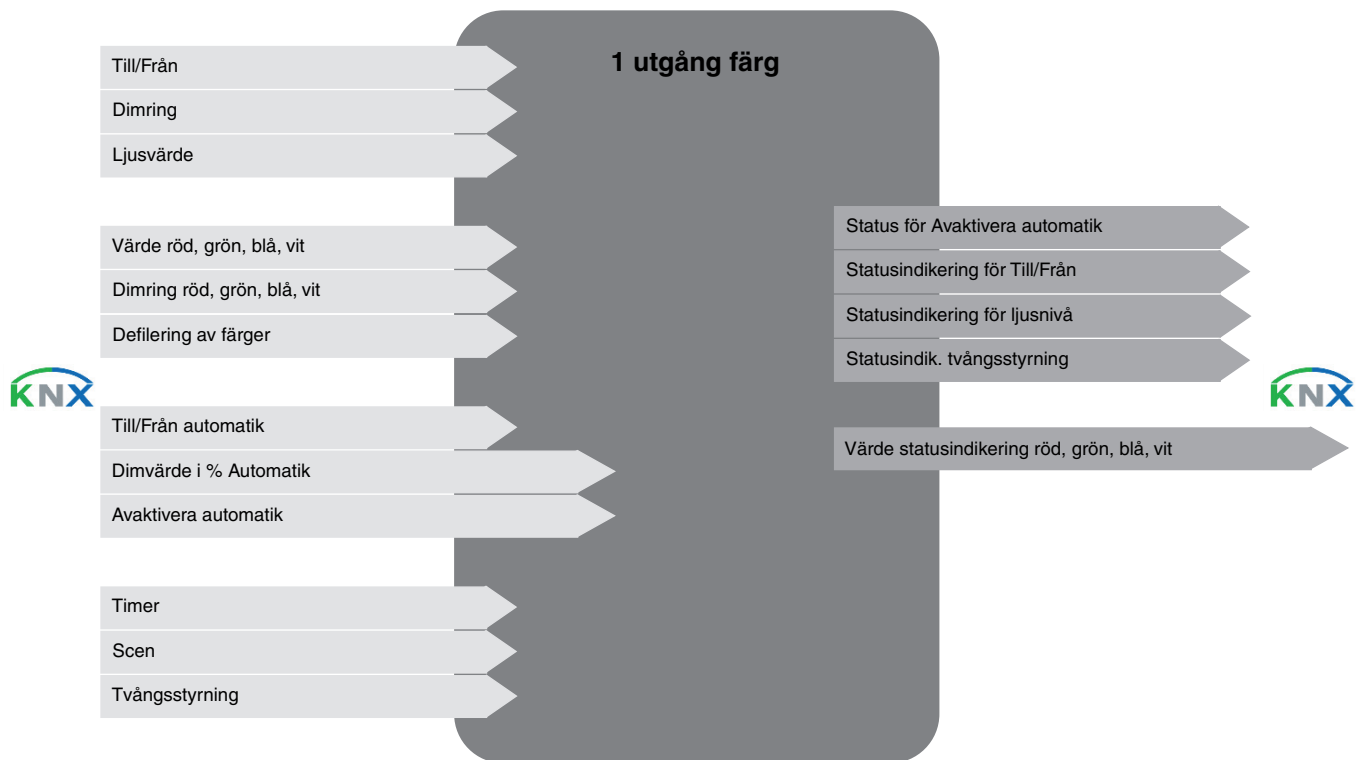 1 utgång färg
Till/Från
Dimring
Ljusvärde
Värde röd, grön, blå, vit
Dimring röd, grön, blå, vit
Defilering av färger
KNX
Till/Från automatik
Dimvärde i % Automatik
Avaktivera automatik
Timer
Scen
Tvångsstyrning
Status för Avaktivera automatik
Statusindikering för Till/Från
Statusindikering för ljusnivå
Statusindik. tvångsstyrning
KNX
Värde statusindikering röd, grön, blå, vit